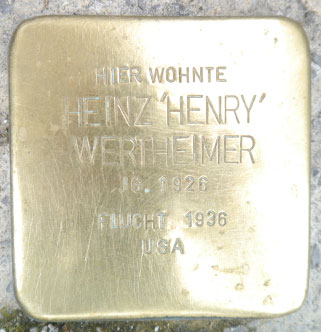 HIER WOHNTE
HEINZ 'HENRY'
WERTHEIMER
JG. 1926
FLUCHT 1936
USA